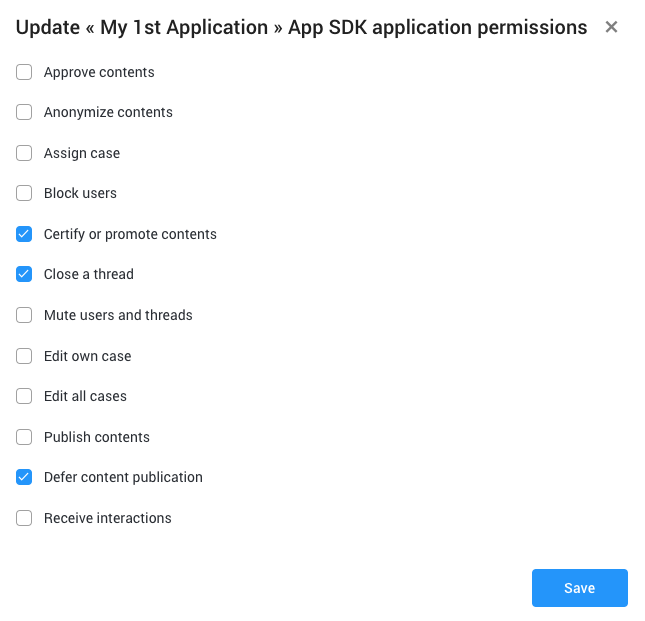 Update « My 1st Application » App SDK application permissions
Approve contents
Anonymize contents
Assign case
Block users
Certify or promote contents
Close a thread
Mute users and threads
Edit own case
Edit all cases
Publish contents
Defer content publication
Receive interactions
Save